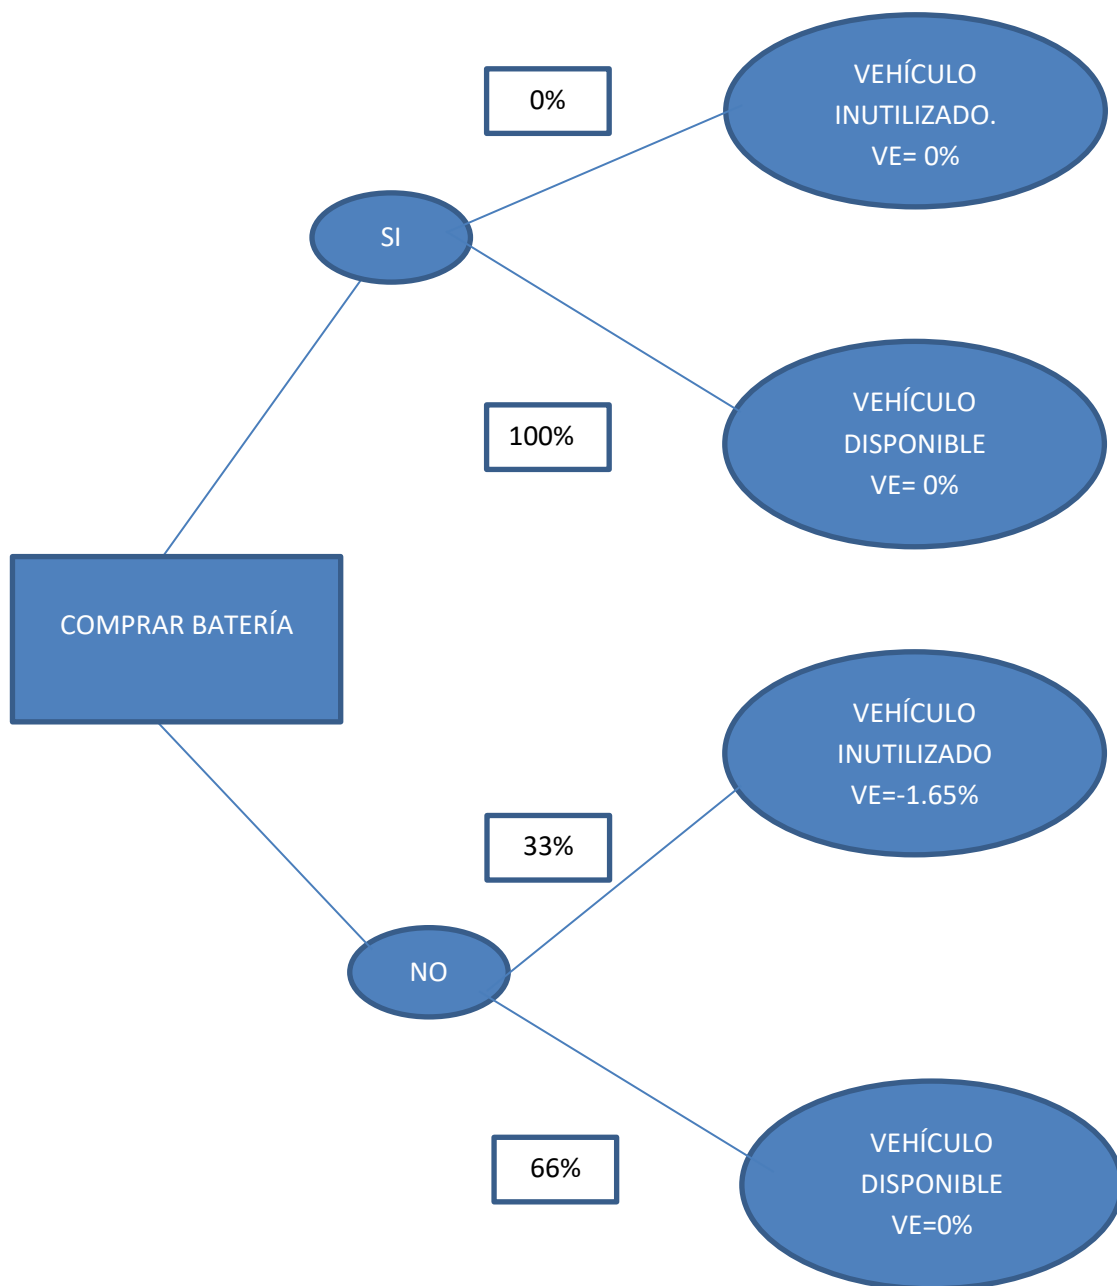 0%
VEHÍCULO
INUTILIZADO.
VE= 0%
SI
100%
VEHÍCULO
DISPONIBLE
VE= 0%
COMPRAR BATERÍA
VEHÍCULO
INUTILIZADO
VE=-1.65%
33%
NO
66%
VEHÍCULO
DISPONIBLE
VE=0%